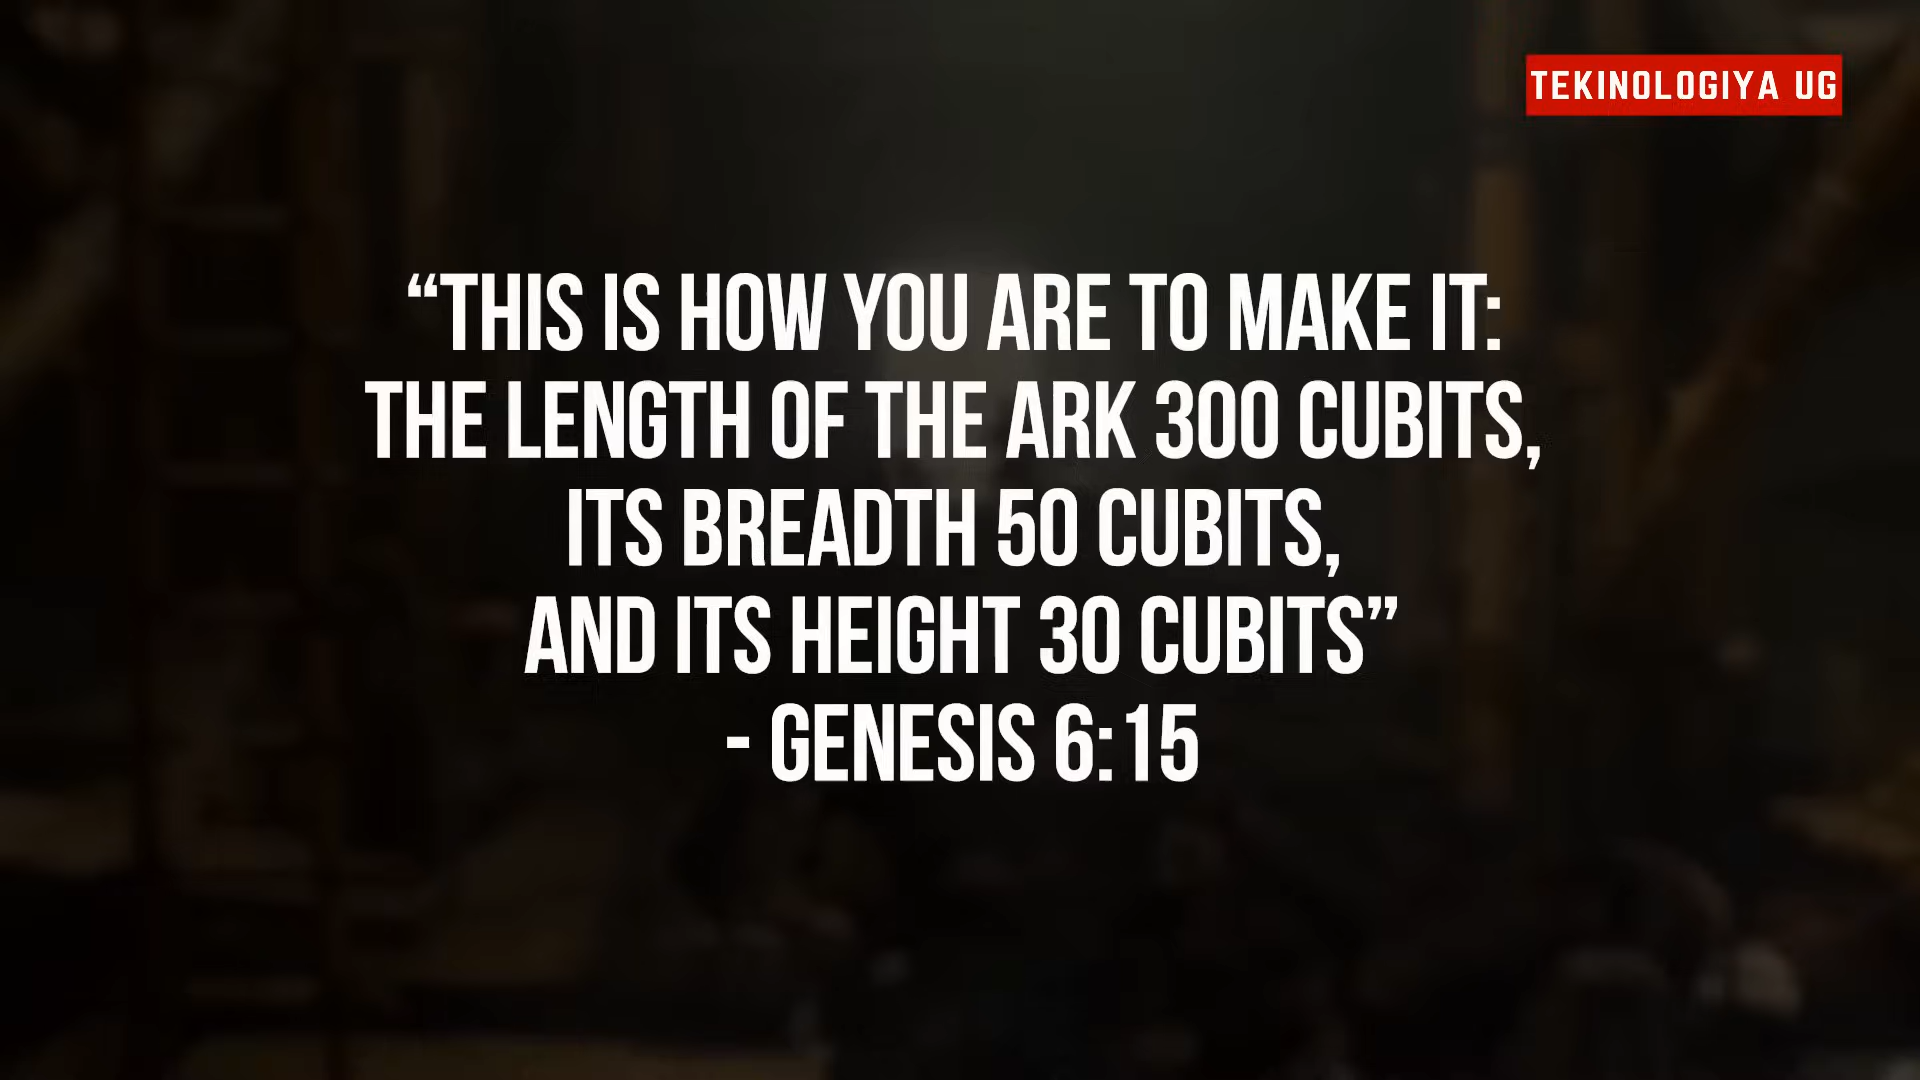 TEKINOLOGIYA UG
“THIS IS HOW YOU ARE TO MAKE IT:
THE LENGTH OF THE ARK 300 CUBITS,
ITS BREADTH 50 CUBITS,
AND ITS HEIGHT 30 CUBITS”
- GENESIS 6:15